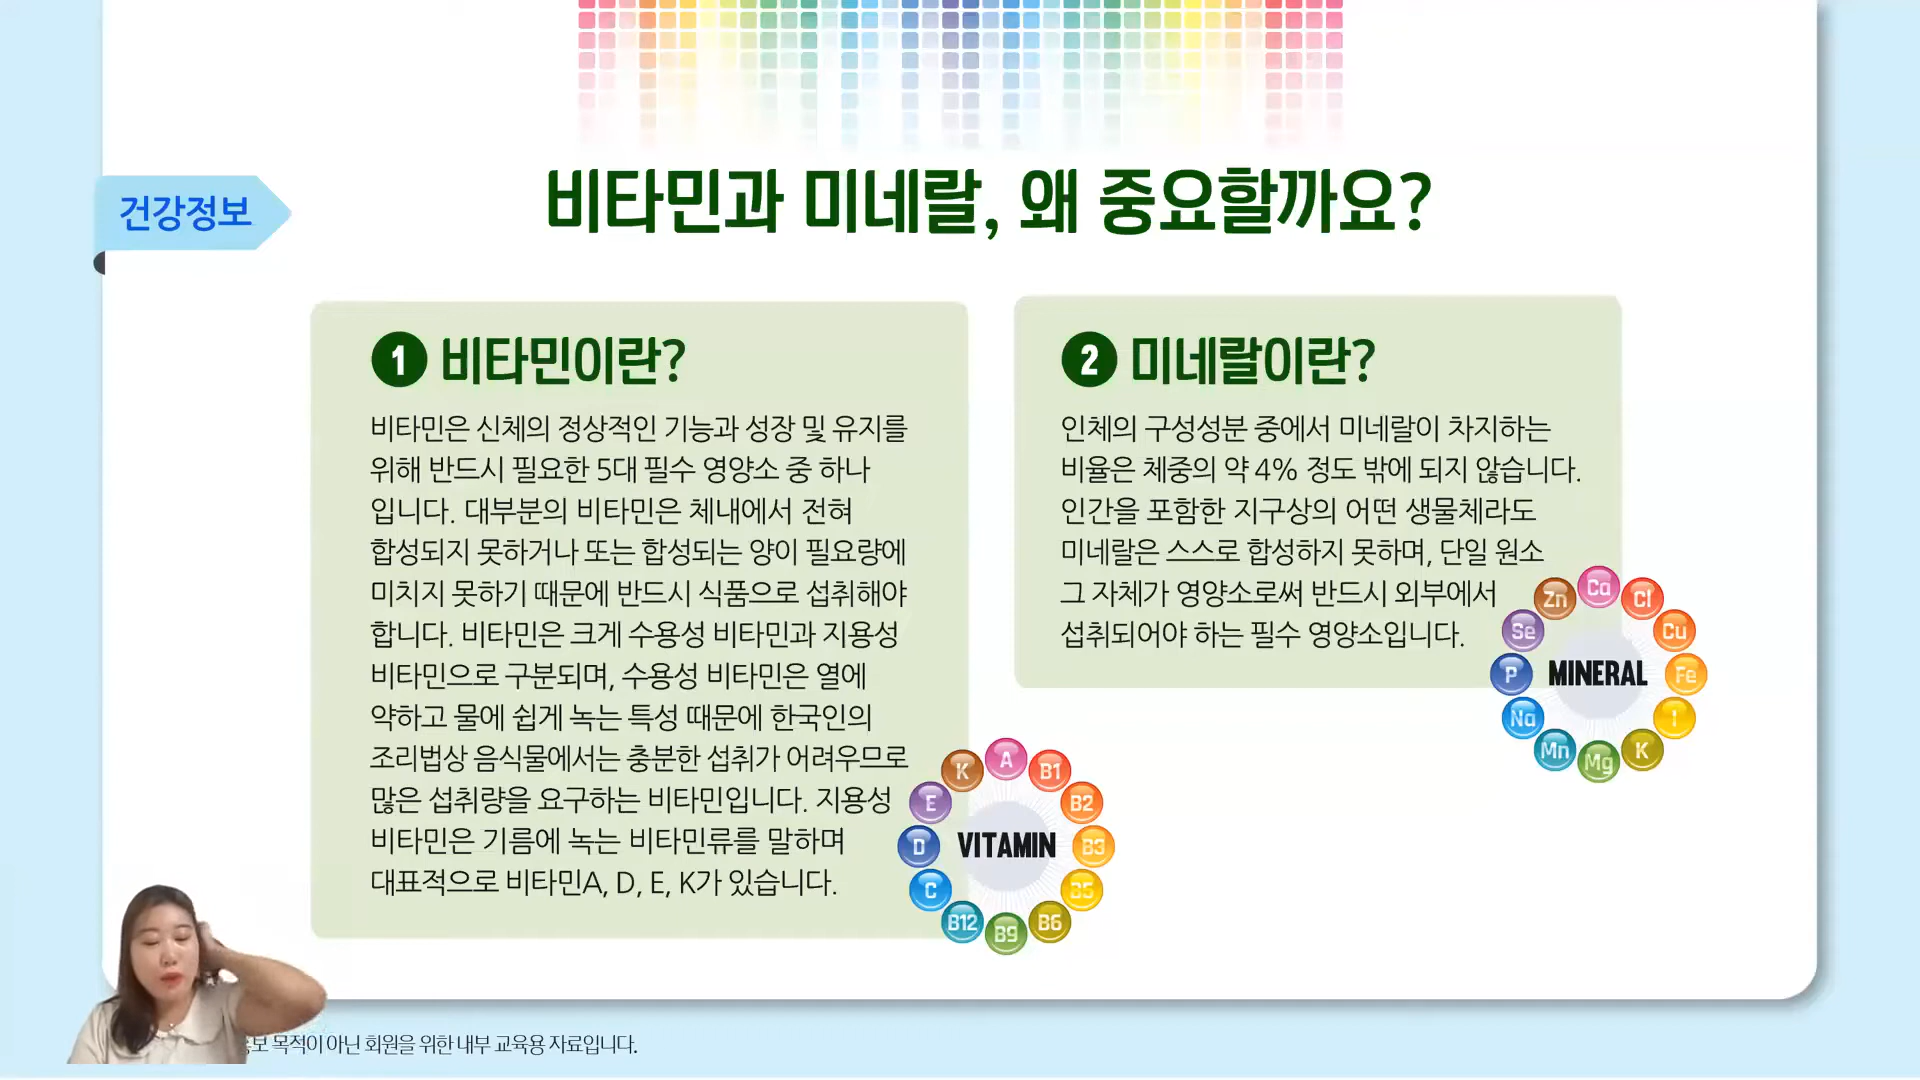 건강정보
비타민과 미네랄, 왜 중요할까요?
1 비타민이란?
비타민은 신체의 정상적인 기능과 성장 및 유지를
위해 반드시 필요한 5대 필수 영양소 중 하나
입니다. 대부분의 비타민은 체내에서 전혀
합성되지 못하거나 또는 합성되는 양이 필요량에
미치지 못하기 때문에 반드시 식품으로 섭취해야
합니다. 비타민은 크게 수용성 비타민과 지용성
비타민으로 구분되며, 수용성 비타민은 열에
약하고 물에 쉽게 녹는 특성 때문에 한국인의
조리법상 음식물에서는 충분한 섭취가 어려우므로
많은 섭취량을 요구하는 비타민입니다. 지용성
비타민은 기름에 녹는 비타민류를 말하며
대표적으로 비타민A, D, E, K가 있습니다.
VITAMIN
A
B1
B2
B3
B5
B6
B9
B12
C
D
E
K
2 미네랄이란?
인체의 구성성분 중에서 미네랄이 차지하는
비율은 체중의 약 4% 정도 밖에 되지 않습니다.
인간을 포함한 지구상의 어떤 생물체라도
미네랄은 스스로 합성하지 못하며, 단일 원소
그 자체가 영양소로써 반드시 외부에서
섭취되어야 하는 필수 영양소입니다.
MINERAL
Ca
Cl
Cu
Fe
I
K
Mg
Mn
Na
P
Se
Zn
목적이 아닌 회원을 위한 내부 교육용 자료입니다.